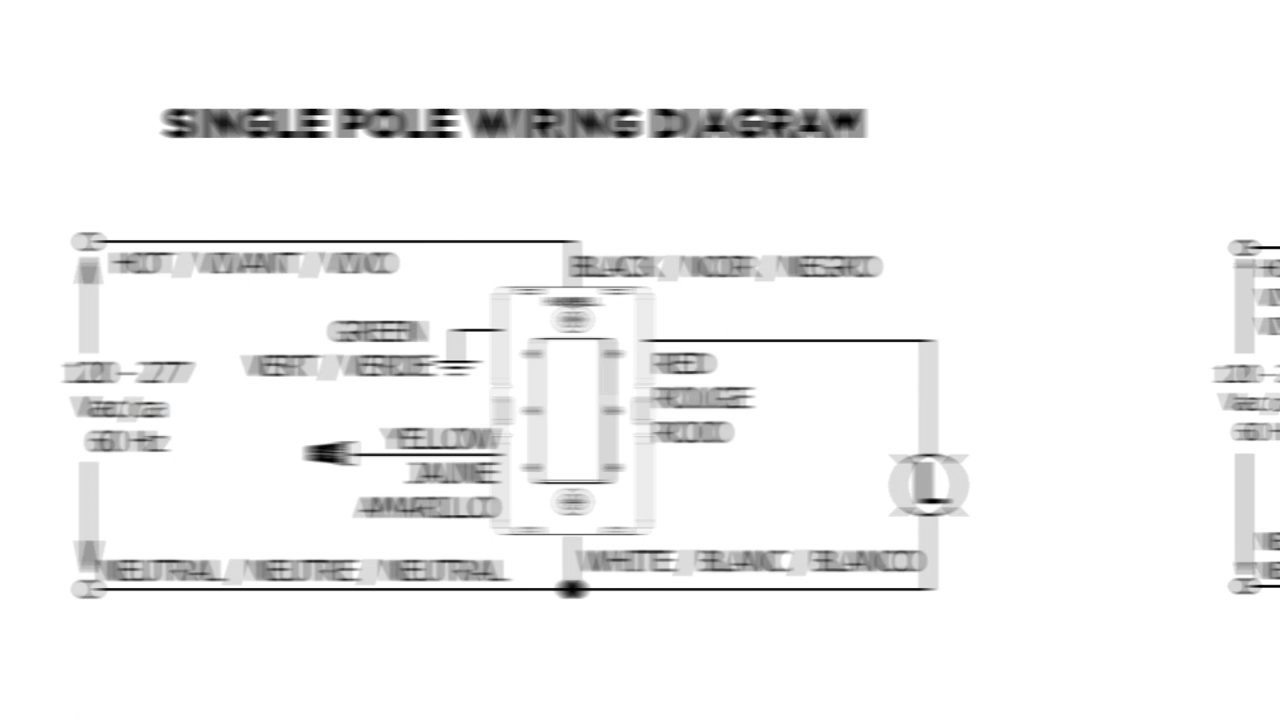 SINGLE POLE WIRING DIAGRAM
HOT / VIVANT / VIVO
BLACK / NOIR / NEGRO
GREEN
VERT / VERDE
RED
ROUGE
ROJO
120-277
60 Hz
YELLOW
JAUNE
AMARILLO
L
NEUTRAL / NEUTRE / NEUTRAL
WHITE / BLANC / BLANCO